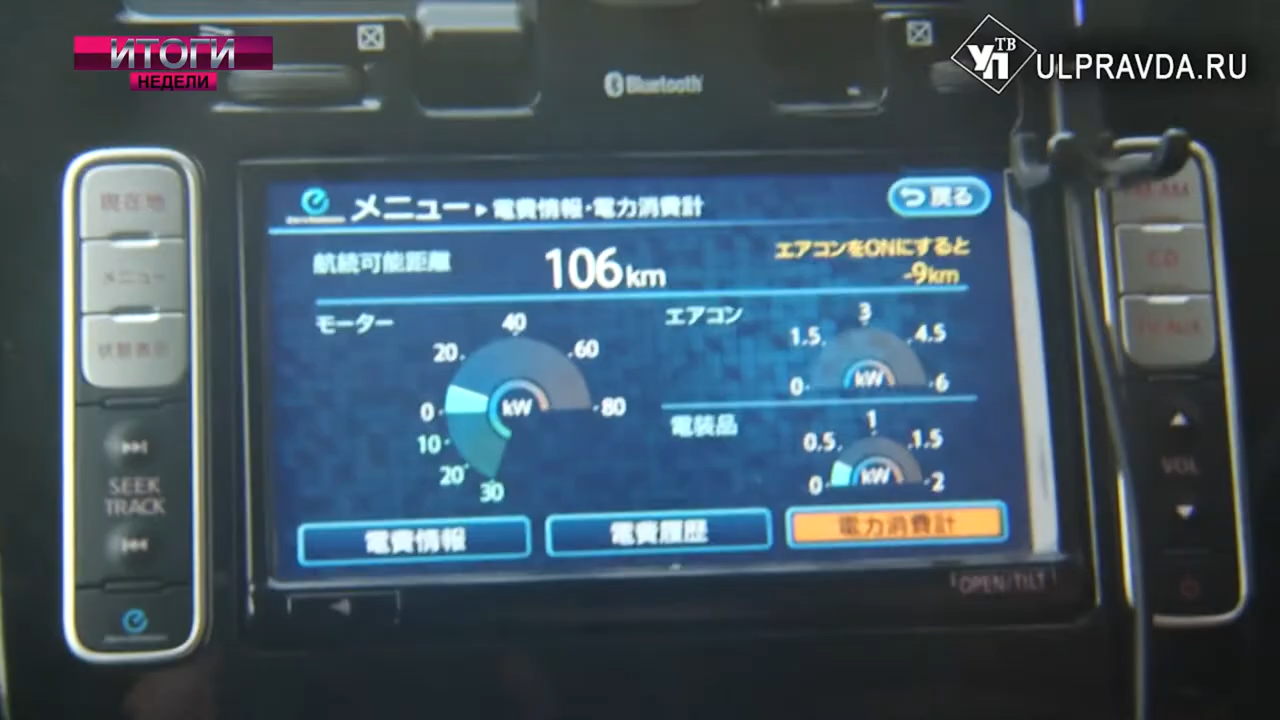 ИТОГИ
НЕДЕЛИ
УП ТВ
ULPRAVDA.RU
Bluetooth
現在地
メニュー
状態表示
SEEK
TRACK
メニュー ▸ 電費情報・電力消費計
戻る
航続可能距離
106km
エアコンをONにすると
-9km
モーター
40
20
60
0
kW
80
10
20
30
エアコン
3
1.5
4.5
0
kW
6
電装品
1
0.5
1.5
0
kW
2
電費情報
電費履歴
電力消費計
OPEN/TILT
CD
VOL